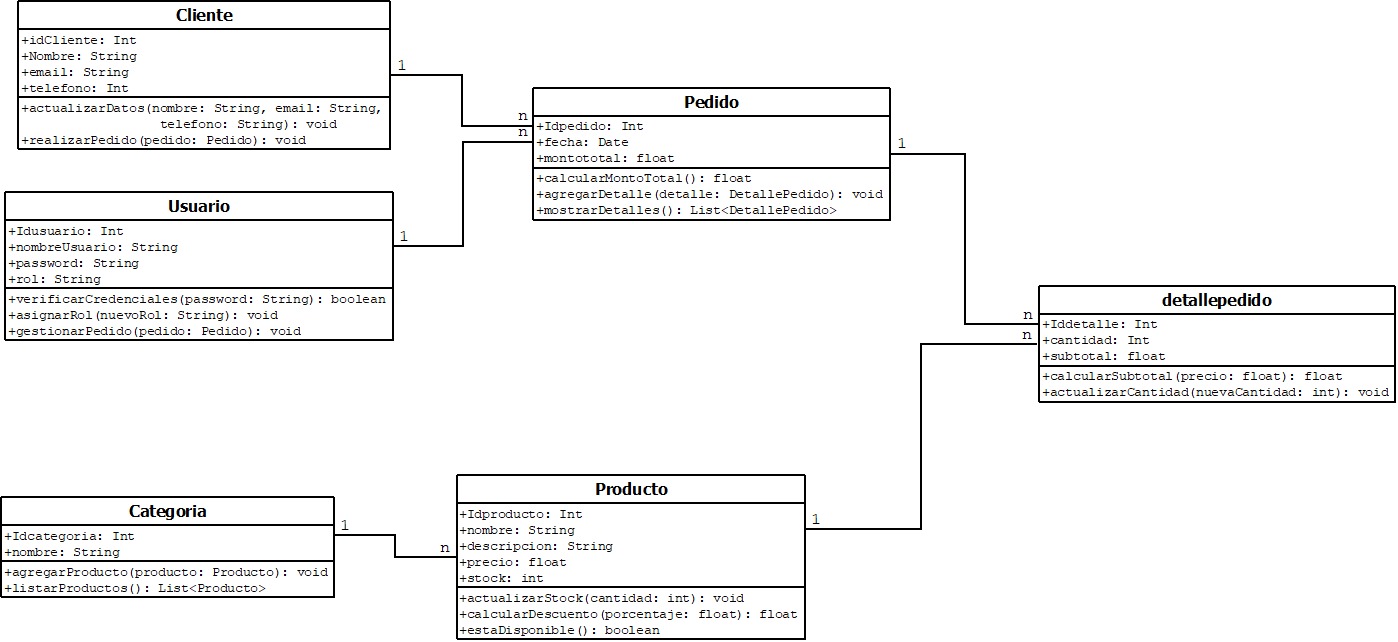 Cliente
+idCliente: Int
+Nombre: String
+email: String
+telefono: Int
+actualizarDatos(nombre: String, email: String,
telefono: String): void
+realizarPedido(pedido: Pedido): void
1
n
Usuario
+Idusuario: Int
+nombreUsuario: String
+password: String
+rol: String
+verificarCredenciales(password: String): boolean
+asignarRol(nuevoRol: String): void
+gestionarPedido(pedido: Pedido): void
1
n
Pedido
+Idpedido: Int
+fecha: Date
+montototal: float
+calcularMontoTotal(): float
+agregarDetalle(detalle: DetallePedido): void
+mostrarDetalles(): List<DetallePedido>
1
n
detallepedido
+Iddetalle: Int
+cantidad: Int
+subtotal: float
+calcularSubtotal(precio: float): float
+actualizarCantidad(nuevaCantidad: int): void
Categoria
+Idcategoria: Int
+nombre: String
+agregarProducto(producto: Producto): void
+listarProductos(): List<Producto>
1
n
Producto
+Idproducto: Int
+nombre: String
+descripcion: String
+precio: float
+stock: int
+actualizarStock(cantidad: int): void
+calcularDescuento(porcentaje: float): float
+estaDisponible(): boolean
1
n